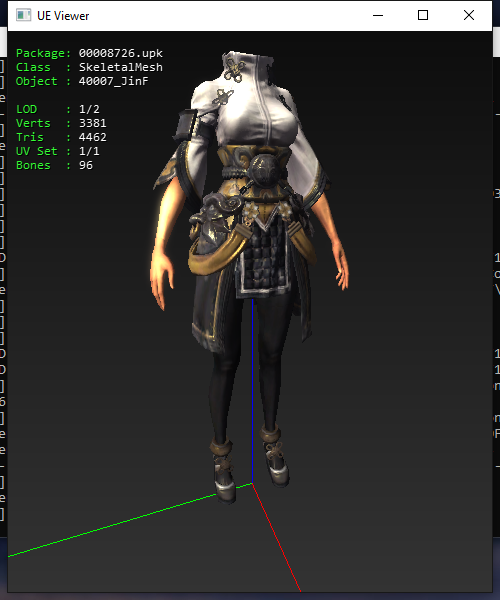 UE Viewer
Package: 00008726.upk
Class : SkeletalMesh
Object : 40007_JinF
LOD : 1/2
Verts : 3381
Tris : 4462
UV Set : 1/1
Bones : 96